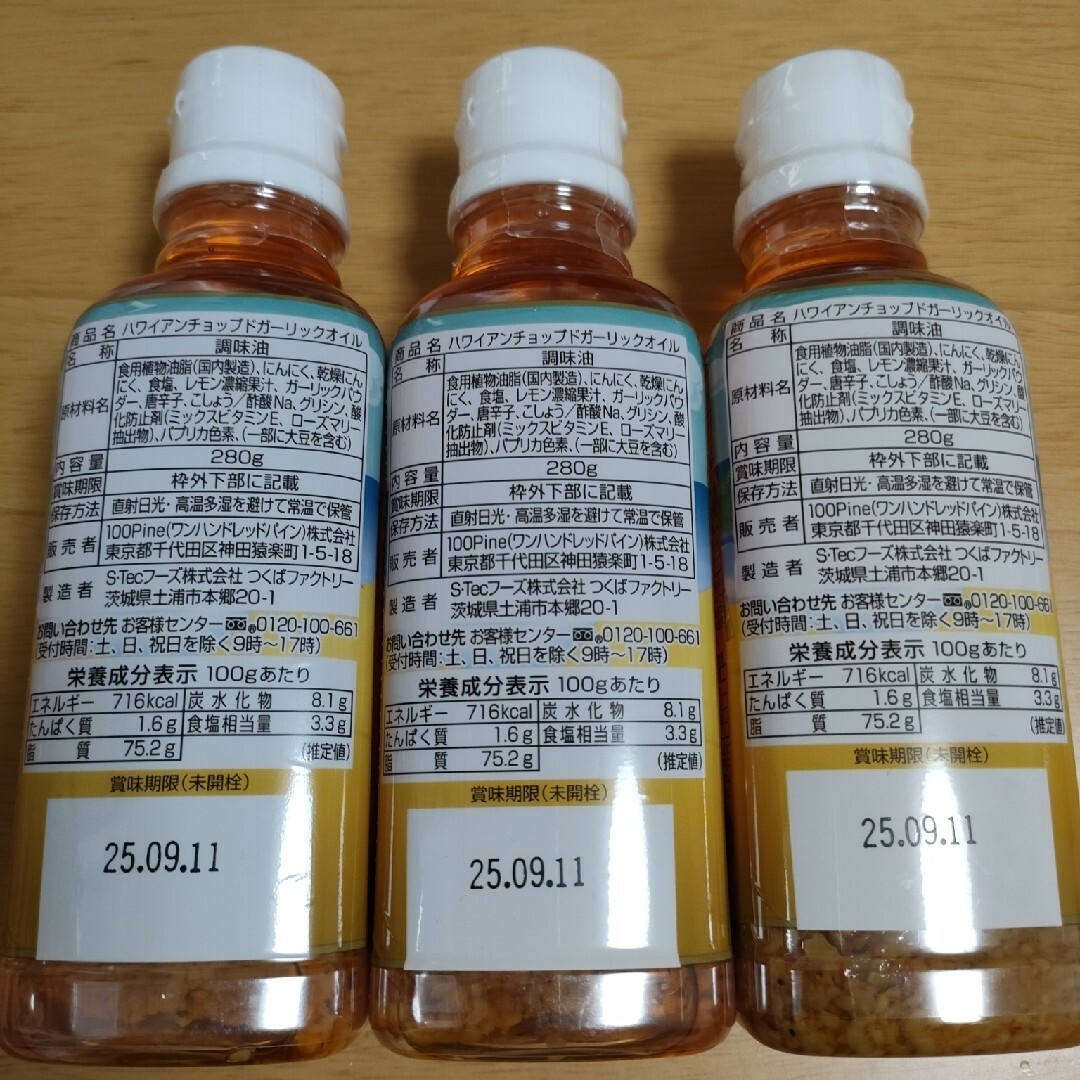 商品名 ハワイアンチョップドガーリックオイル
名称 調味油
原材料名 食用植物油脂(国内製造)、にんにく、乾燥にん
にく、食塩、レモン濃縮果汁、ガーリックパウ
ダー、唐辛子、こしょう／酢酸Na、グリシン、酸
化防止剤(ミックスビタミンE、ローズマリー
抽出物)、パプリカ色素、(一部に大豆を含む)
内容量 280g
賞味期限 枠外下部に記載
保存方法 直射日光・高温多湿を避けて常温で保管
販売者 100Pine(ワンハンドレッドパイン)株式会社
東京都千代田区神田猿楽町1-5-18
製造者 S・Tecフーズ株式会社 つくばファクトリー
茨城県土浦市本郷20-1
お問い合わせ先 お客様センター 0120-100-661
(受付時間:土、日、祝日を除く9時〜17時)
栄養成分表示 100gあたり
エネルギー 716kcal 炭水化物 8.1g
たんぱく質 1.6g 食塩相当量 3.3g
脂質 75.2g (推定値)
賞味期限(未開栓)
25.09.11
商品名 ハワイアンチョップドガーリックオイル
名称 調味油
原材料名 食用植物油脂(国内製造)、にんにく、乾燥にん
にく、食塩、レモン濃縮果汁、ガーリックパウ
ダー、唐辛子、こしょう／酢酸Na、グリシン、酸
化防止剤(ミックスビタミンE、ローズマリー
抽出物)、パプリカ色素、(一部に大豆を含む)
内容量 280g
賞味期限 枠外下部に記載
保存方法 直射日光・高温多湿を避けて常温で保管
販売者 100Pine(ワンハンドレッドパイン)株式会社
東京都千代田区神田猿楽町1-5-18
製造者 S・Tecフーズ株式会社 つくばファクトリー
茨城県土浦市本郷20-1
お問い合わせ先 お客様センター 0120-100-661
(受付時間:土、日、祝日を除く9時〜17時)
栄養成分表示 100gあたり
エネルギー 716kcal 炭水化物 8.1g
たんぱく質 1.6g 食塩相当量 3.3g
脂質 75.2g (推定値)
賞味期限(未開栓)
25.09.11
商品名 ハワイアンチョップドガーリックオイル
名称 調味油
原材料名 食用植物油脂(国内製造)、にんにく、乾燥にん
にく、食塩、レモン濃縮果汁、ガーリックパウ
ダー、唐辛子、こしょう／酢酸Na、グリシン、酸
化防止剤(ミックスビタミンE、ローズマリー
抽出物)、パプリカ色素、(一部に大豆を含む)
内容量 280g
賞味期限 枠外下部に記載
保存方法 直射日光・高温多湿を避けて常温で保管
販売者 100Pine(ワンハンドレッドパイン)株式会社
東京都千代田区神田猿楽町1-5-18
製造者 S・Tecフーズ株式会社 つくばファクトリー
茨城県土浦市本郷20-1
お問い合わせ先 お客様センター 0120-100-661
(受付時間:土、日、祝日を除く9時〜17時)
栄養成分表示 100gあたり
エネルギー 716kcal 炭水化物 8.1g
たんぱく質 1.6g 食塩相当量 3.3g
脂質 75.2g (推定値)
賞味期限(未開栓)
25.09.11